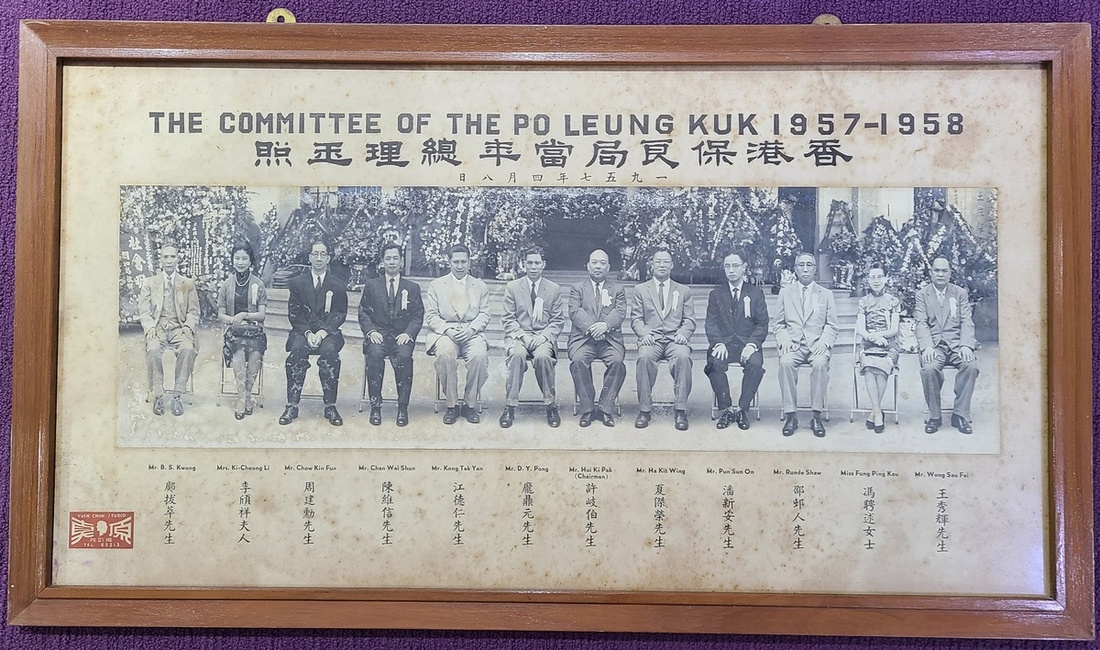 THE COMMITTEE OF THE PO LEUNG KUK 1957-1958
香港保良局當年總理玉照
一九五七年四月八日
Mr. B. S. Kwong
Mrs. Ki-Cheong Li
Mr. Chow Kin Fun
Mr. Chan Wei Shun
Mr. Kong Tak Yan
Mr. D. Y. Pong
Mr. Hui Ki Pak
(Chairman)
Mr. Ha Kit Wing
Mr. Pun Sun On
Mr. Runde Shaw
Miss Fung Ping Kau
Mr. Wong Sau Fai
鄺拔萃先生
李頎祥夫人
周建勳先生
陳維信先生
江德仁先生
龐鼎元先生
許岐伯先生
夏傑榮先生
潘新安先生
邵邨人先生
馮聘逑女士
王秀輝先生
STUDIO
TEL